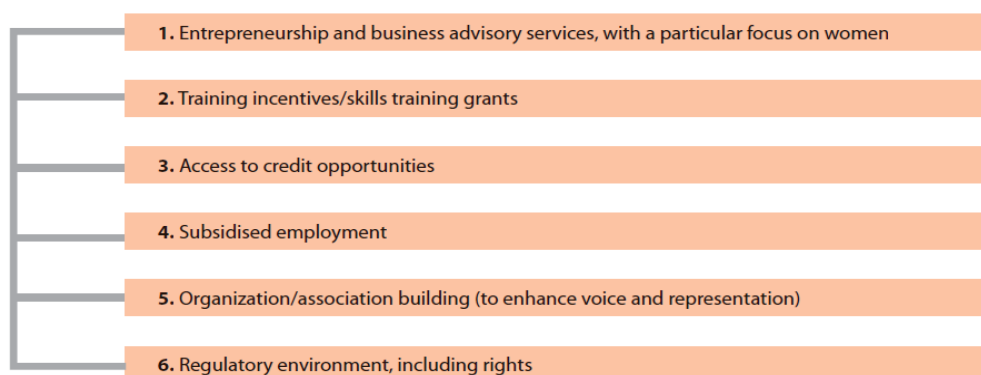 1. Entrepreneurship and business advisory services, with a particular focus on women
2. Training incentives/skills training grants
3. Access to credit opportunities
4. Subsidised employment
5. Organization/association building (to enhance voice and representation)
6. Regulatory environment, including rights